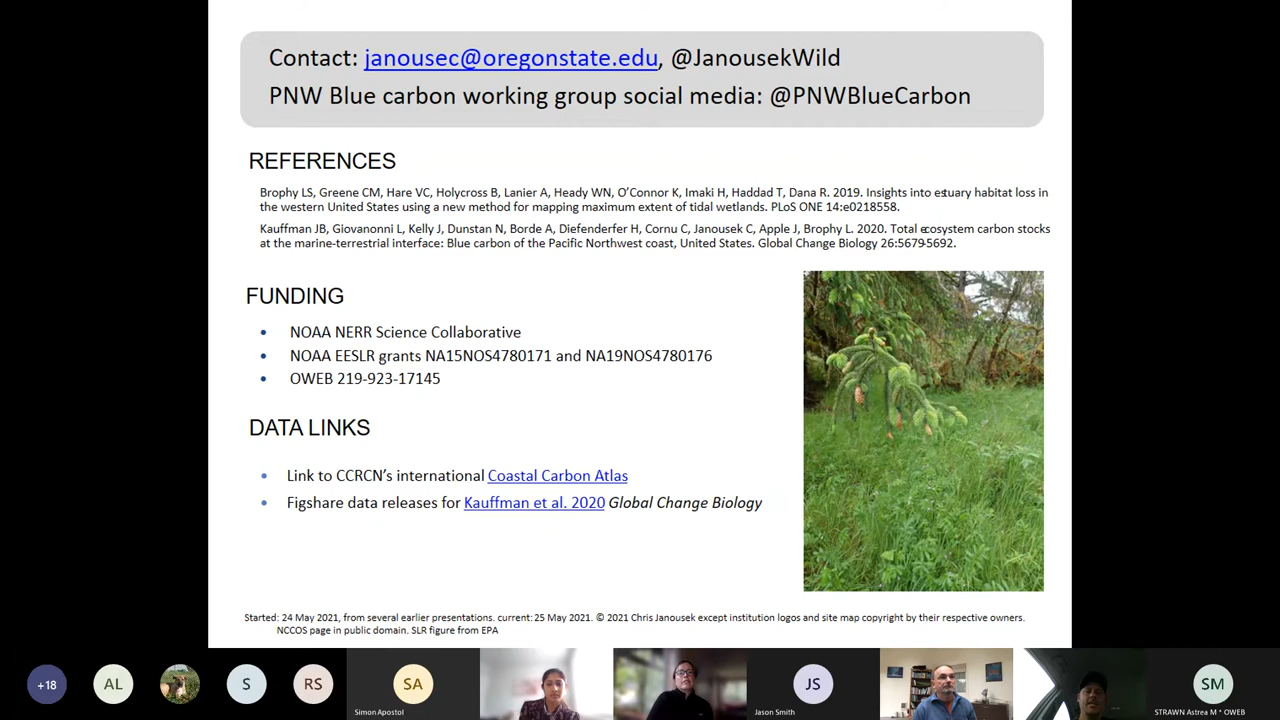 Contact: janousec@oregonstate.edu, @JanousekWild
PNW Blue carbon working group social media: @PNWBlueCarbon
REFERENCES
Brophy LS, Greene CM, Hare VC, Holycross B, Lanier A, Heady WN, O'Connor K, Imaki H, Haddad T, Dana R. 2019. Insights into estuary habitat loss in
the western United States using a new method for mapping maximum extent of tidal wetlands. PLoS ONE 14:e0218558.
Kauffman JB, Giovanonni L, Kelly J, Dunstan N, Borde A, Diefenderfer H, Cornu C, Janousek C, Apple J, Brophy L. 2020. Total ecosystem carbon stocks
at the marine-terrestrial interface: Blue carbon of the Pacific Northwest coast, United States. Global Change Biology 26:5679-5692.
FUNDING
• NOAA NERR Science Collaborative
• NOAA EESLR grants NA15NOS4780171 and NA19NOS4780176
• OWEB 219-923-17145
DATA LINKS
• Link to CCRCN's international Coastal Carbon Atlas
• Figshare data releases for Kauffman et al. 2020 Global Change Biology
Started: 24 May 2021, from several earlier presentations. current: 25 May 2021. © 2021 Chris Janousek except institution logos and site map copyright by their respective owners.
NCCOS page in public domain. SLR figure from EPA
+18
AL
S
RS
SA
Simon Apostol
JS
Jason Smith
SM
STRAWN Astrea M * OWEB